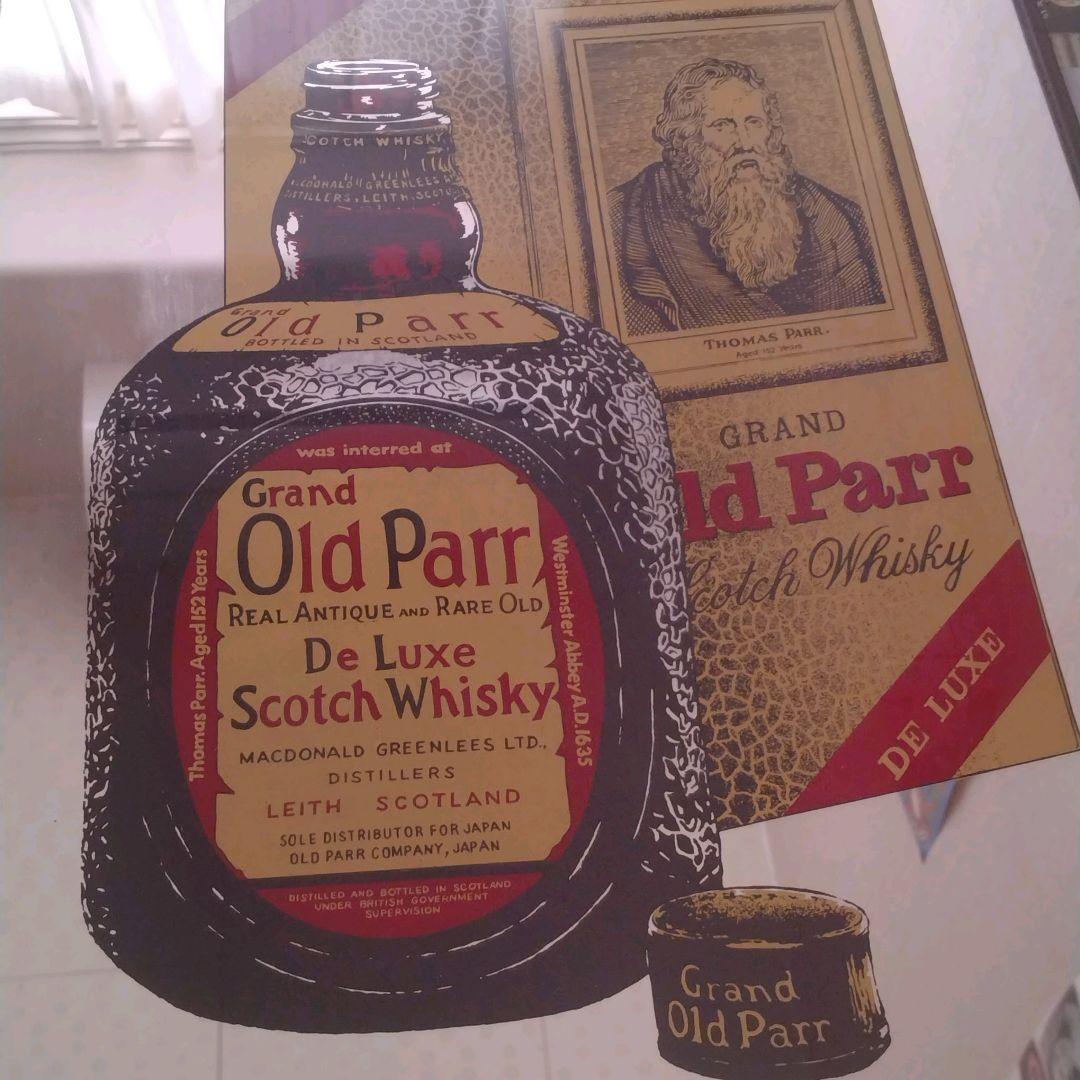 SCOTCH WHISKY
MCDONALD GREENLEES
DISTILLERS, LEITH, SCOT
Grand
Old Parr
BOTTLED IN SCOTLAND
was interred at
Thomas Parr. Aged 152 Years
Westminster Abbey A.D. 1635
Grand
Old Parr
REAL ANTIQUE AND RARE OLD
De Luxe
Scotch Whisky
MACDONALD GREENLEES LTD.,
DISTILLERS
LEITH SCOTLAND
SOLE DISTRIBUTOR FOR JAPAN
OLD PARR COMPANY, JAPAN
DISTILLED AND BOTTLED IN SCOTLAND
UNDER BRITISH GOVERNMENT
SUPERVISION
THOMAS PARR.
Aged 152 Years
GRAND
ld Parr
cotch Whisky
DE LUXE
Grand
Old Parr